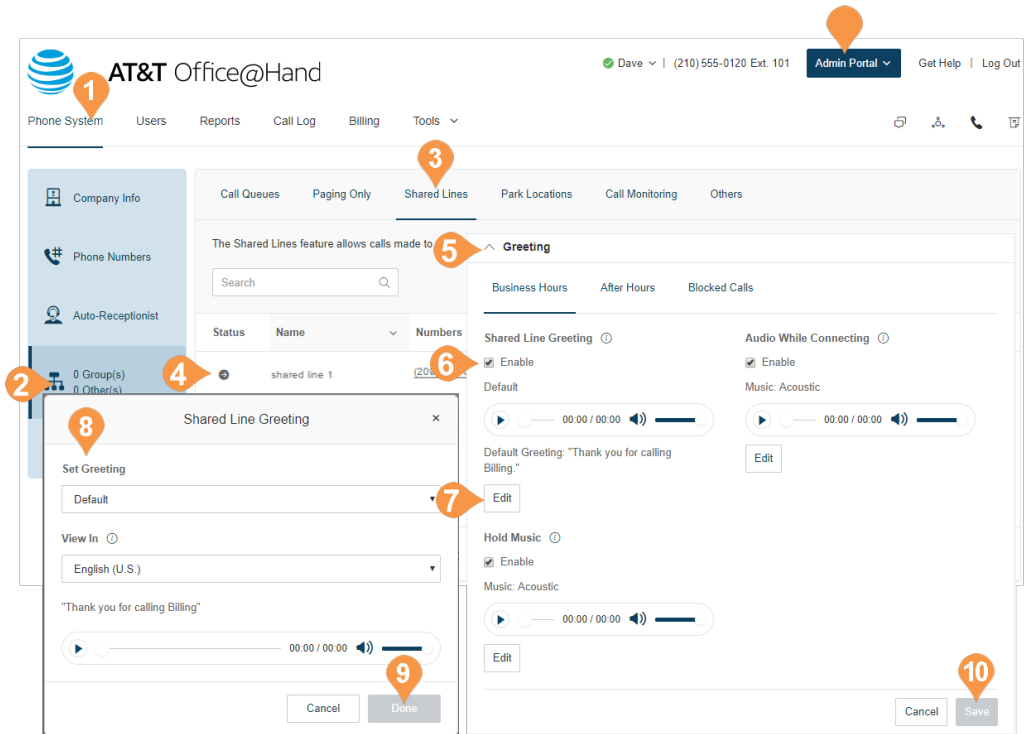 AT&T Office@Hand
Dave | (210) 555-0120 Ext. 101
Admin Portal
Get Help | Log Out
1
Phone System
Users
Reports
Call Log
Billing
Tools
3
Company Info
Phone Numbers
Auto-Receptionist
2
0 Group(s)
0 Other(s)
Call Queues
Paging Only
Shared Lines
Park Locations
Call Monitoring
Others
The Shared Lines feature allows calls made to
Search
Status
Name
Numbers
4
shared line 1
5
Greeting
Business Hours
After Hours
Blocked Calls
Shared Line Greeting
6
Enable
Default
00:00 / 00:00
Default Greeting: "Thank you for calling
Billing."
7
Edit
Audio While Connecting
Enable
Music: Acoustic
00:00 / 00:00
Edit
Hold Music
Enable
Music: Acoustic
00:00 / 00:00
Edit
Shared Line Greeting
×
8
Set Greeting
Default
View In
English (U.S.)
"Thank you for calling Billing"
00:00 / 00:00
9
Cancel
Done
10
Cancel
Save